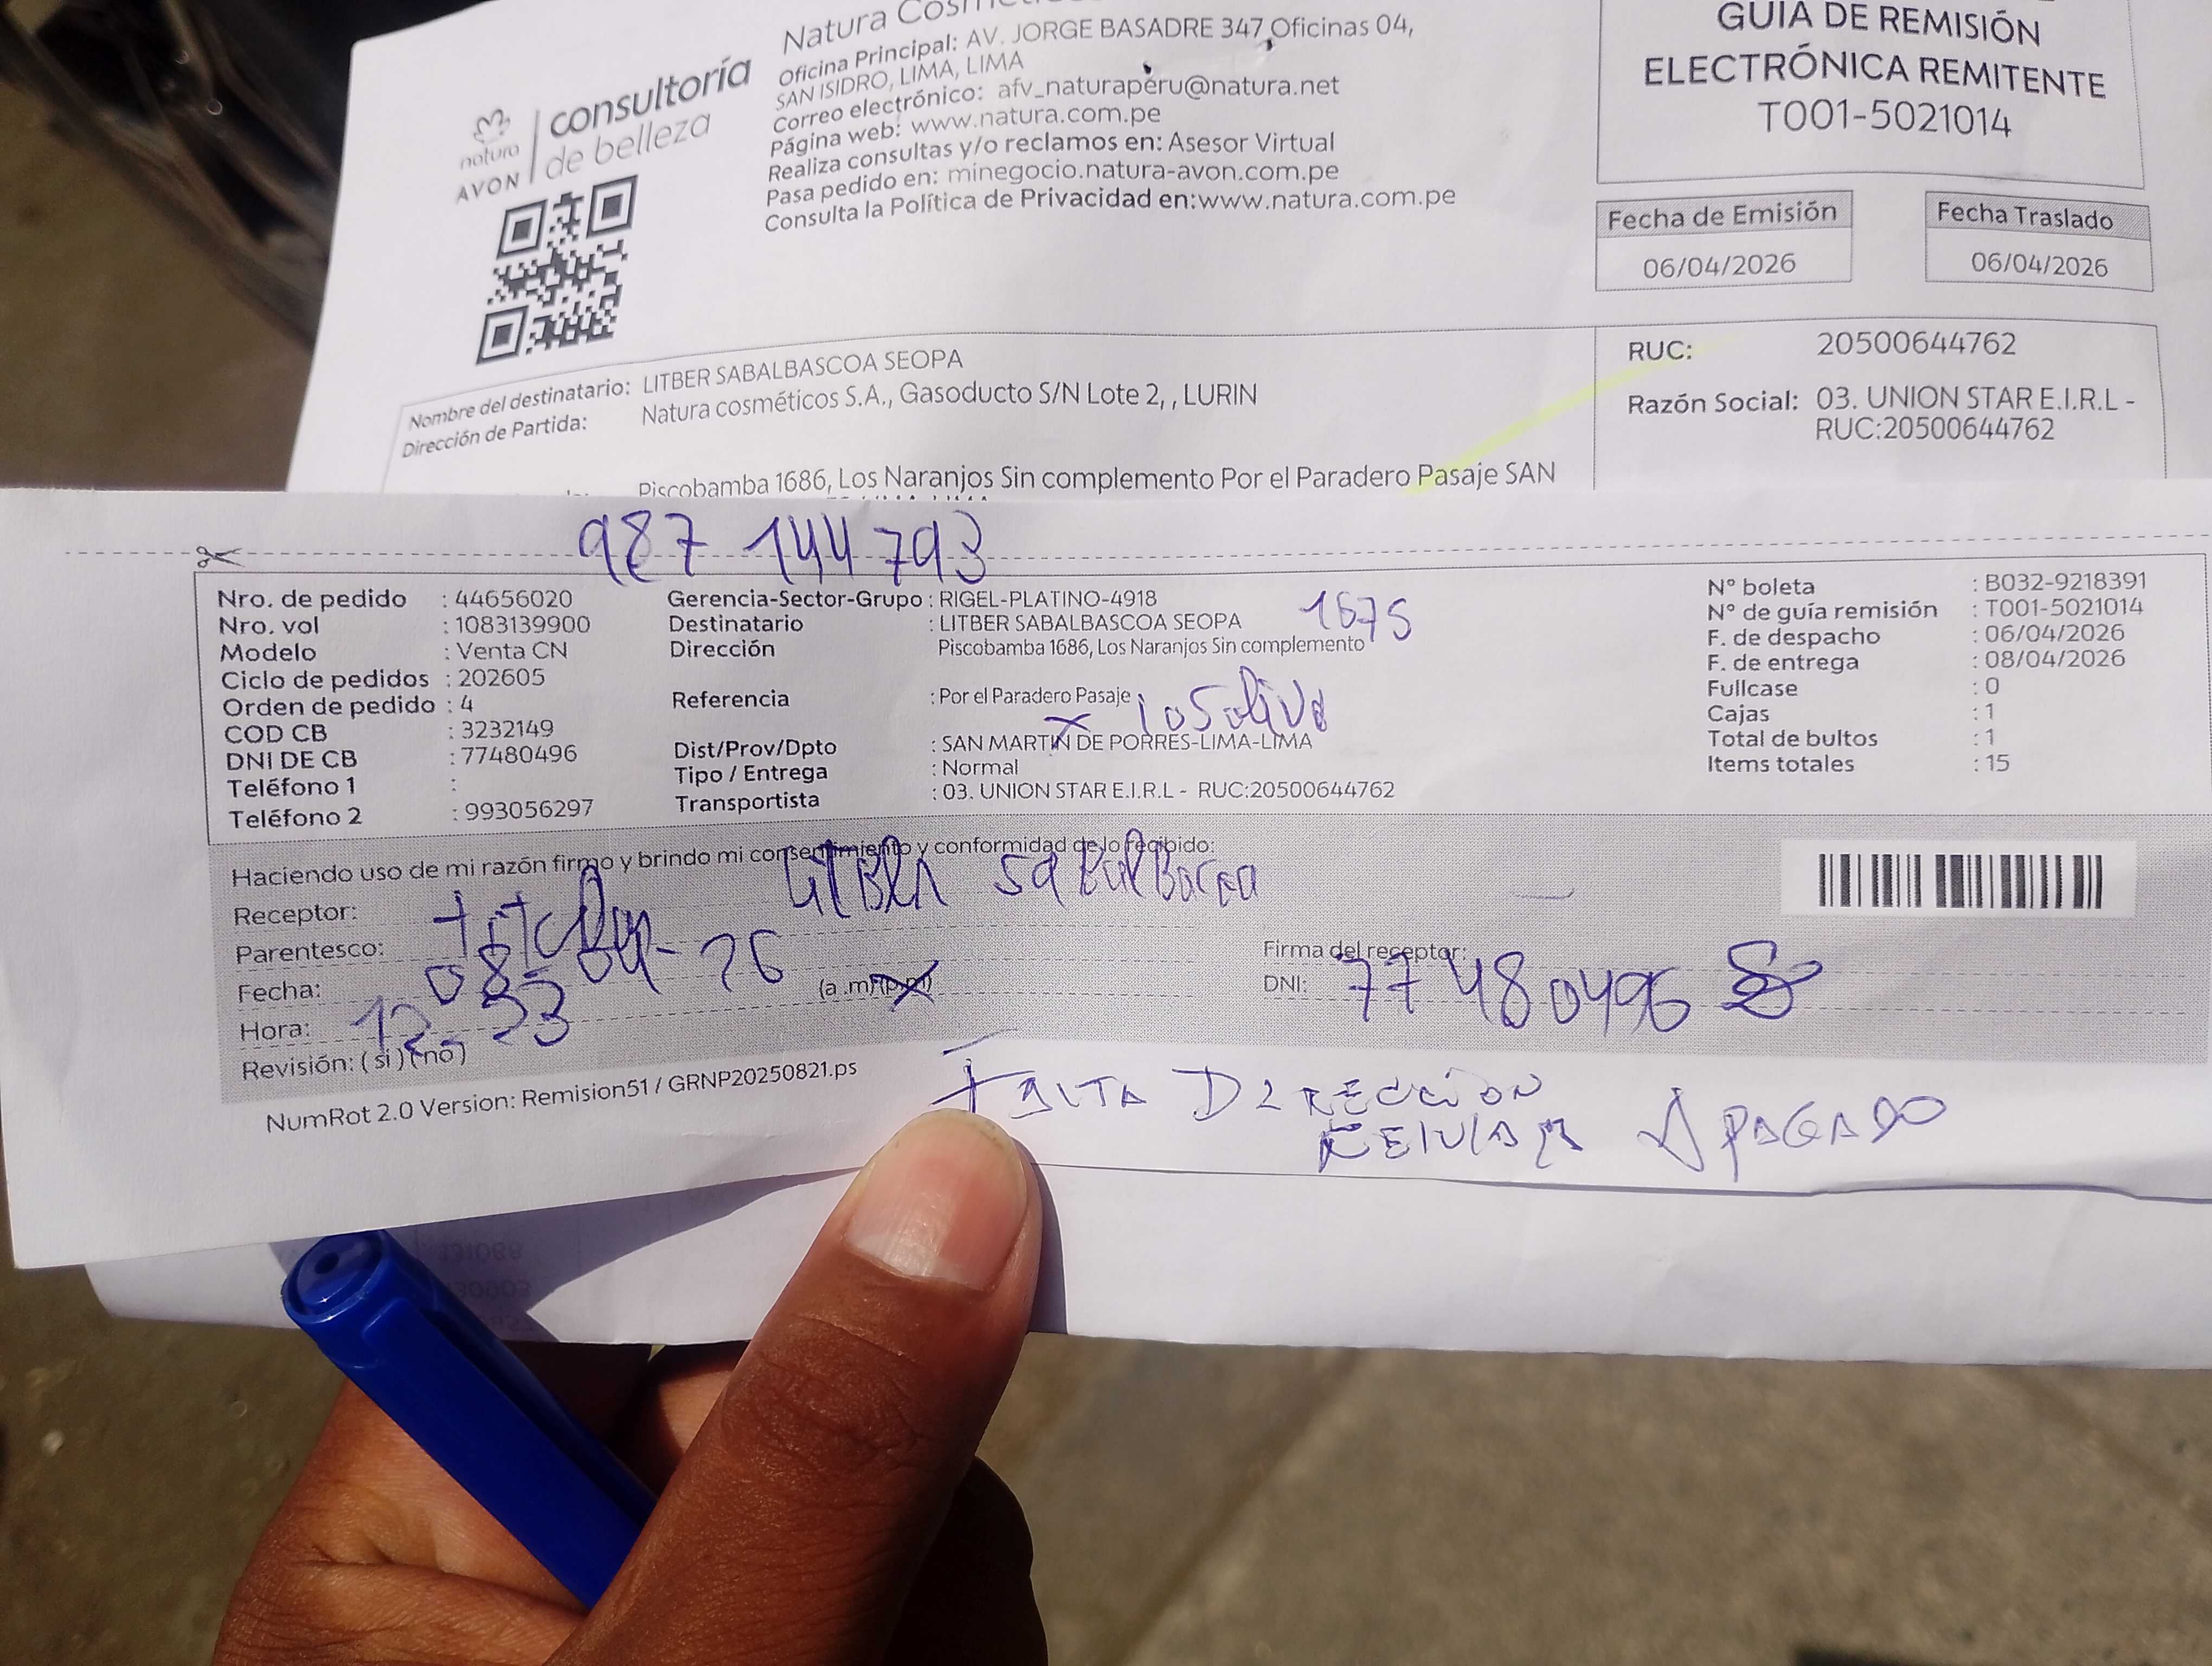 Natura
Oficina Principal: AV. JORGE BASADRE 347 Oficinas 04,
SAN ISIDRO, LIMA, LIMA
Correo electrónico: afv_naturaperu@natura.net
Página web: www.natura.com.pe
Realiza consultas y/o reclamos en: Asesor Virtual
Pasa pedido en: minegocio.natura-avon.com.pe
Consulta la Política de Privacidad en:www.natura.com.pe
natura
AVON
consultoría
de belleza
GUIA DE REMISIÓN
ELECTRÓNICA REMITENTE
T001-5021014
Fecha de Emisión
06/04/2026
Fecha Traslado
06/04/2026
Nombre del destinatario: LITBER SABALBASCOA SEOPA
Dirección de Partida: Natura cosméticos S.A., Gasoducto S/N Lote 2, , LURIN
Piscobamba 1686, Los Naranjos Sin complemento Por el Paradero Pasaje SAN
RUC: 20500644762
Razón Social: 03. UNION STAR E.I.R.L -
RUC:20500644762
987 144793
Nro. de pedido : 44656020
Nro. vol : 1083139900
Modelo : Venta CN
Ciclo de pedidos : 202605
Orden de pedido : 4
COD CB : 3232149
DNI DE CB : 77480496
Teléfono 1 :
Teléfono 2 : 993056297
Gerencia-Sector-Grupo : RIGEL-PLATINO-4918
Destinatario : LITBER SABALBASCOA SEOPA
1675
Dirección Piscobamba 1686, Los Naranjos Sin complemento
Referencia : Por el Paradero Pasaje
Dist/Prov/Dpto : SAN MARTIN DE PORRES-LIMA-LIMA
Tipo / Entrega : Normal
Transportista : 03. UNION STAR E.I.R.L - RUC:20500644762
N° boleta : B032-9218391
N° de guía remisión : T001-5021014
F. de despacho : 06/04/2026
F. de entrega : 08/04/2026
Fullcase : 0
Cajas : 1
Total de bultos : 1
Items totales : 15
Haciendo uso de mi razón firmo y brindo mi consentimiento y conformidad de lo recibido:
Receptor:
Parentesco:
Fecha: 08-04-26
Hora: 12:33 (a .m) (p.m)
Revisión: ( si ) ( no )
Firma del receptor:
DNI: 77480496
NumRot 2.0 Version: Remision51 / GRNP20250821.ps
FALTA DIRECCION
CELULAR APAGADO